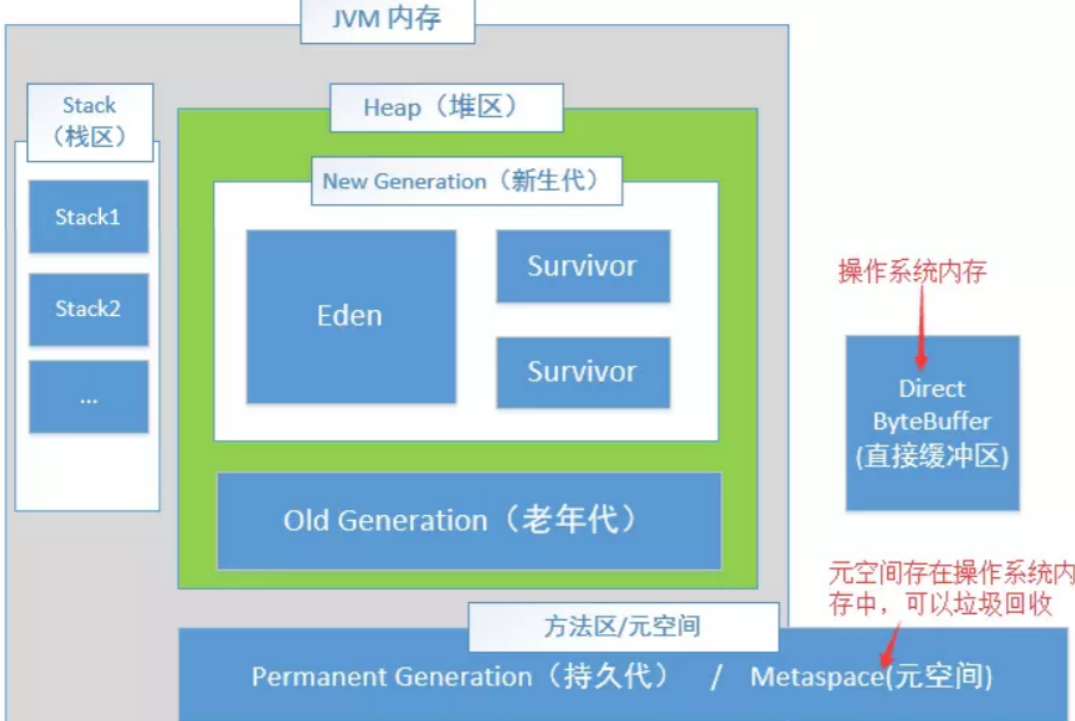 JVM 内存
Stack
（栈区）
Stack1
Stack2
...
Heap（堆区）
New Generation（新生代）
Eden
Survivor
Survivor
Old Generation（老年代）
操作系统内存
Direct
ByteBuffer
(直接缓冲区)
元空间存在操作系统内
存中，可以垃圾回收
方法区/元空间
Permanent Generation（持久代） / Metaspace(元空间)